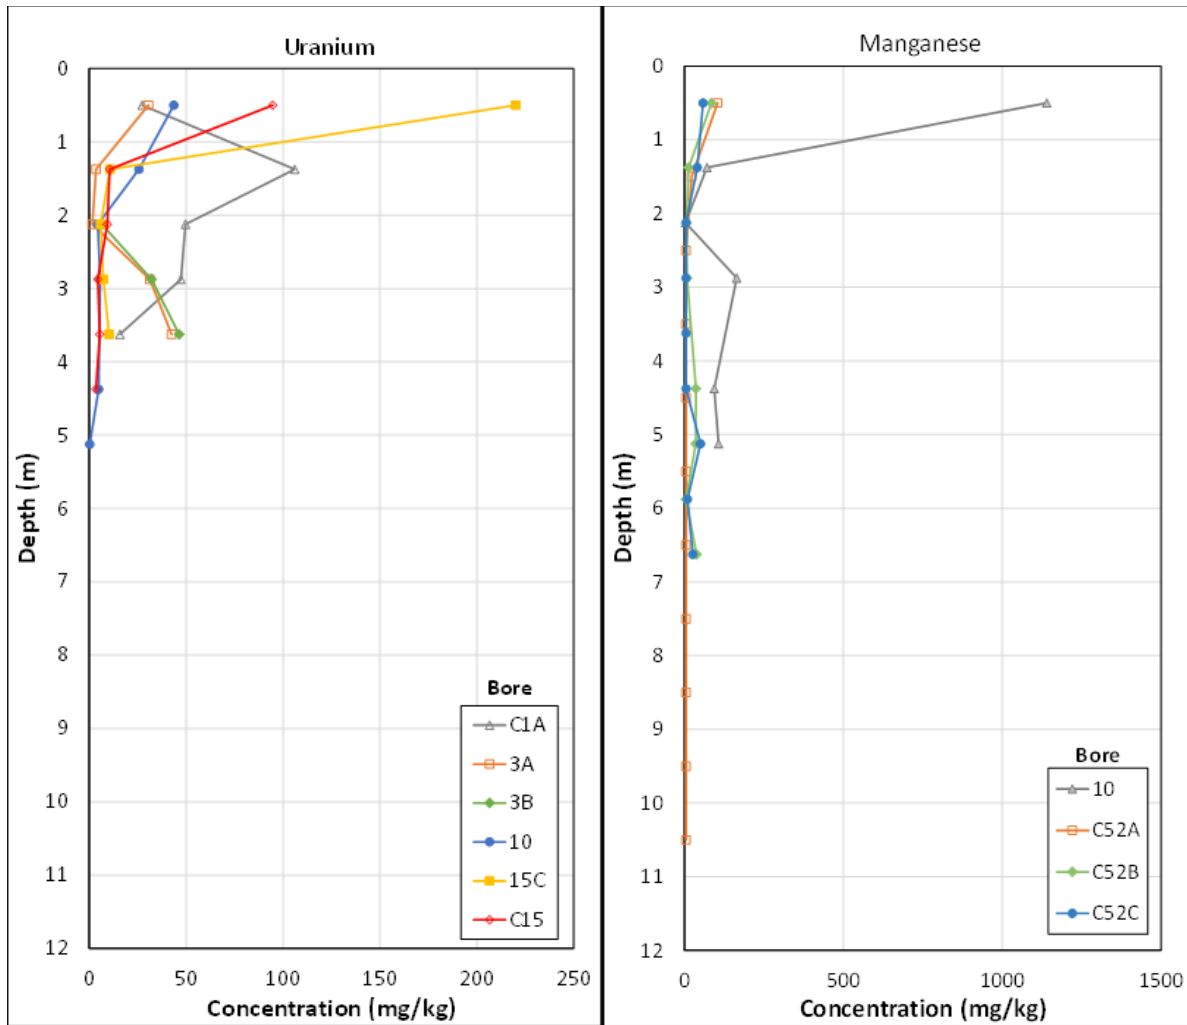 Uranium
0
1
2
3
4
5
6
7
8
9
10
11
12
Depth (m)
0
50
100
150
200
250
Concentration (mg/kg)
Bore
C1A
3A
3B
10
15C
C15
Manganese
0
1
2
3
4
5
6
7
8
9
10
11
12
Depth (m)
0
500
1000
1500
Concentration (mg/kg)
Bore
10
C52A
C52B
C52C